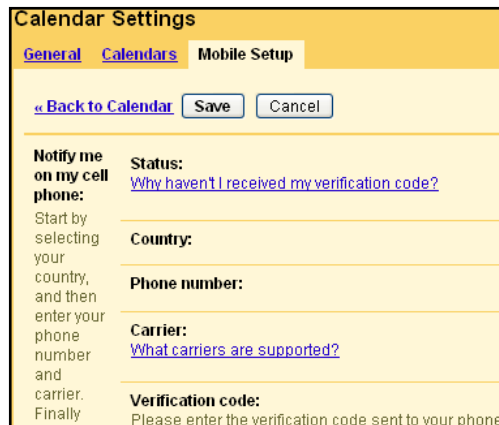 Calendar Settings
General Calendars Mobile Setup
« Back to Calendar Save Cancel
Notify me
on my cell
phone:
Start by
selecting
your
country,
and then
enter your
phone
number
and
carrier.
Finally
Status:
Why haven't I received my verification code?
Country:
Phone number:
Carrier:
What carriers are supported?
Verification code:
Please enter the verification code sent to your phone